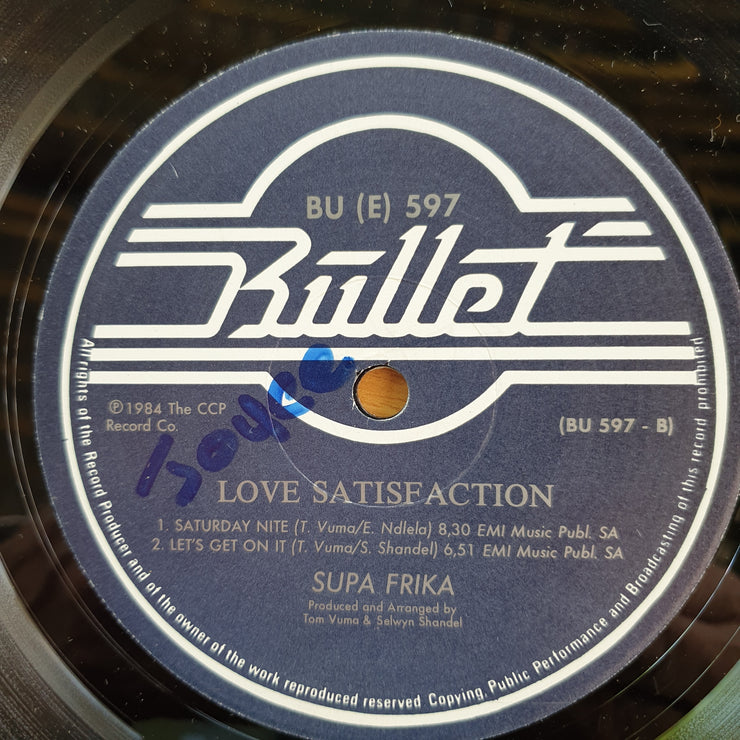 BU (E) 597
Bullet
℗ 1984 The CCP
Record Co.
(BU 597 - B)
LOVE SATISFACTION
1. SATURDAY NITE (T. Vuma/E. Ndlela) 8,30 EMI Music Publ. SA
2. LET'S GET ON IT (T. Vuma/S. Shandel) 6,51 EMI Music Publ. SA
SUPA FRIKA
Produced and Arranged by
Tom Vuma & Selwyn Shandel
All rights of the Record Producer and of the owner of the work reproduced reserved. Copying, Public Performance and Broadcasting of this record prohibited